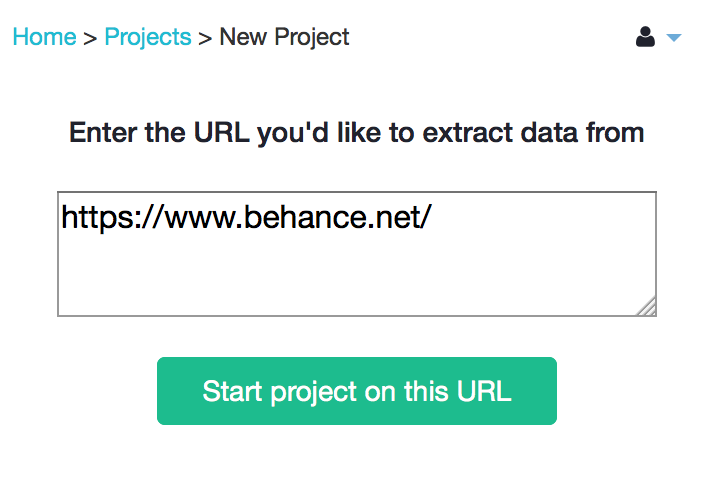 Home > Projects > New Project
Enter the URL you'd like to extract data from
https://www.behance.net/
Start project on this URL